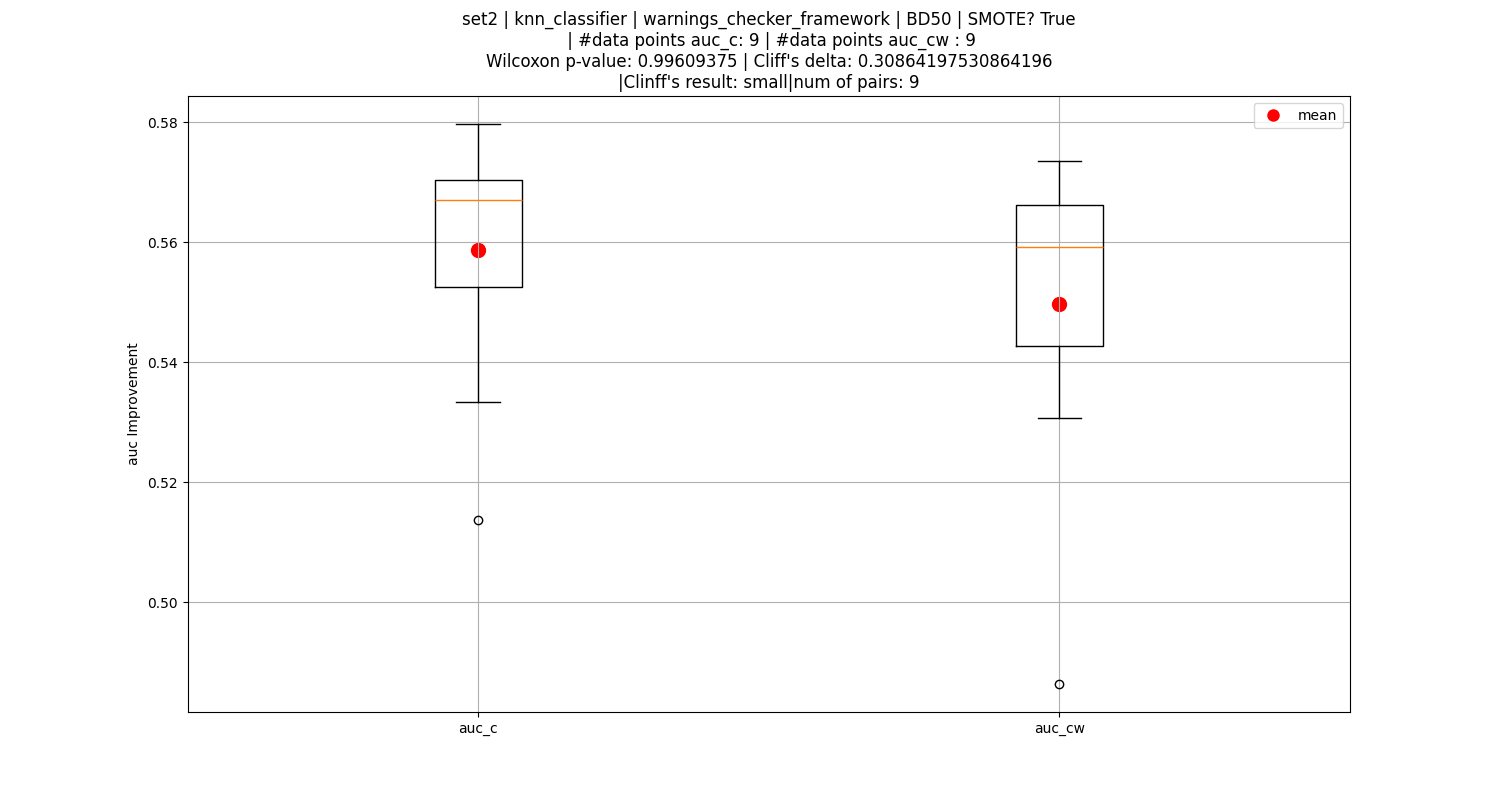 set2 | knn_classifier | warnings_checker_framework | BD50 | SMOTE? True
| #data points auc_c: 9 | #data points auc_cw : 9
Wilcoxon p-value: 0.99609375 | Cliff's delta: 0.30864197530864196
|Clinff's result: small|num of pairs: 9
mean
0.58
0.56
0.54
0.52
0.50
auc Improvement
auc_c
auc_cw